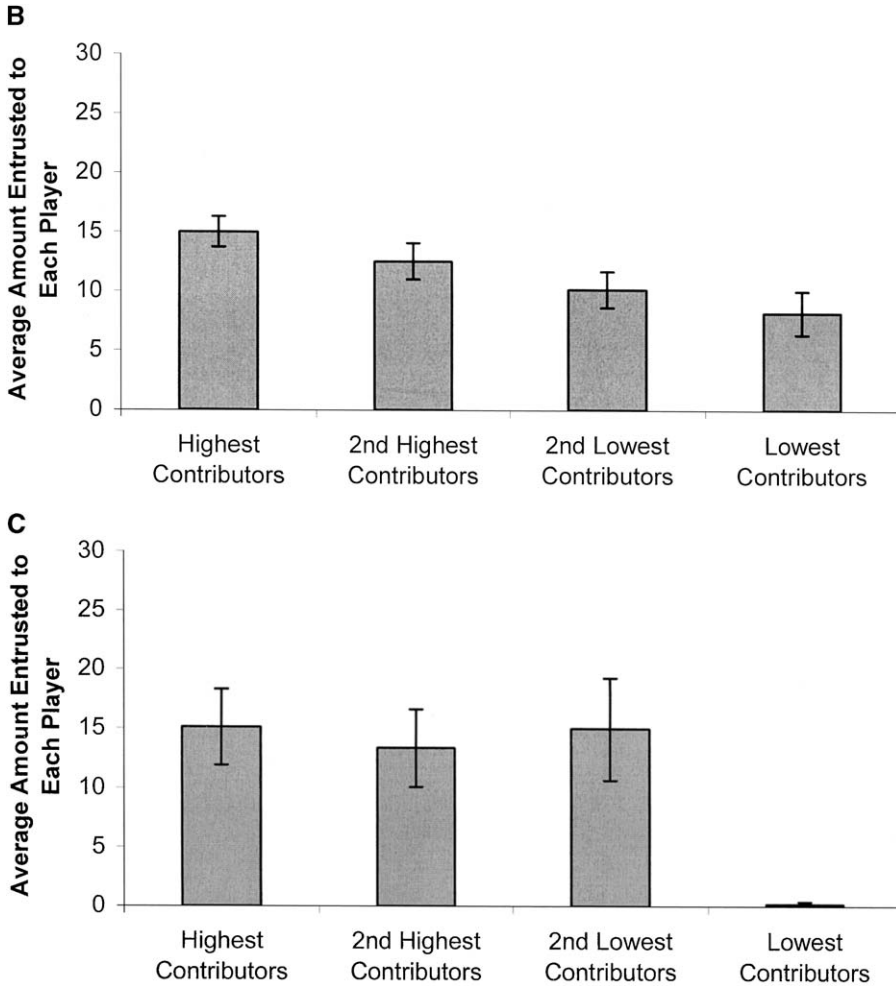 B
Average Amount Entrusted to
Each Player
30
25
20
15
10
5
0
Highest
Contributors
2nd Highest
Contributors
2nd Lowest
Contributors
Lowest
Contributors
C
Average Amount Entrusted to
Each Player
30
25
20
15
10
5
0
Highest
Contributors
2nd Highest
Contributors
2nd Lowest
Contributors
Lowest
Contributors